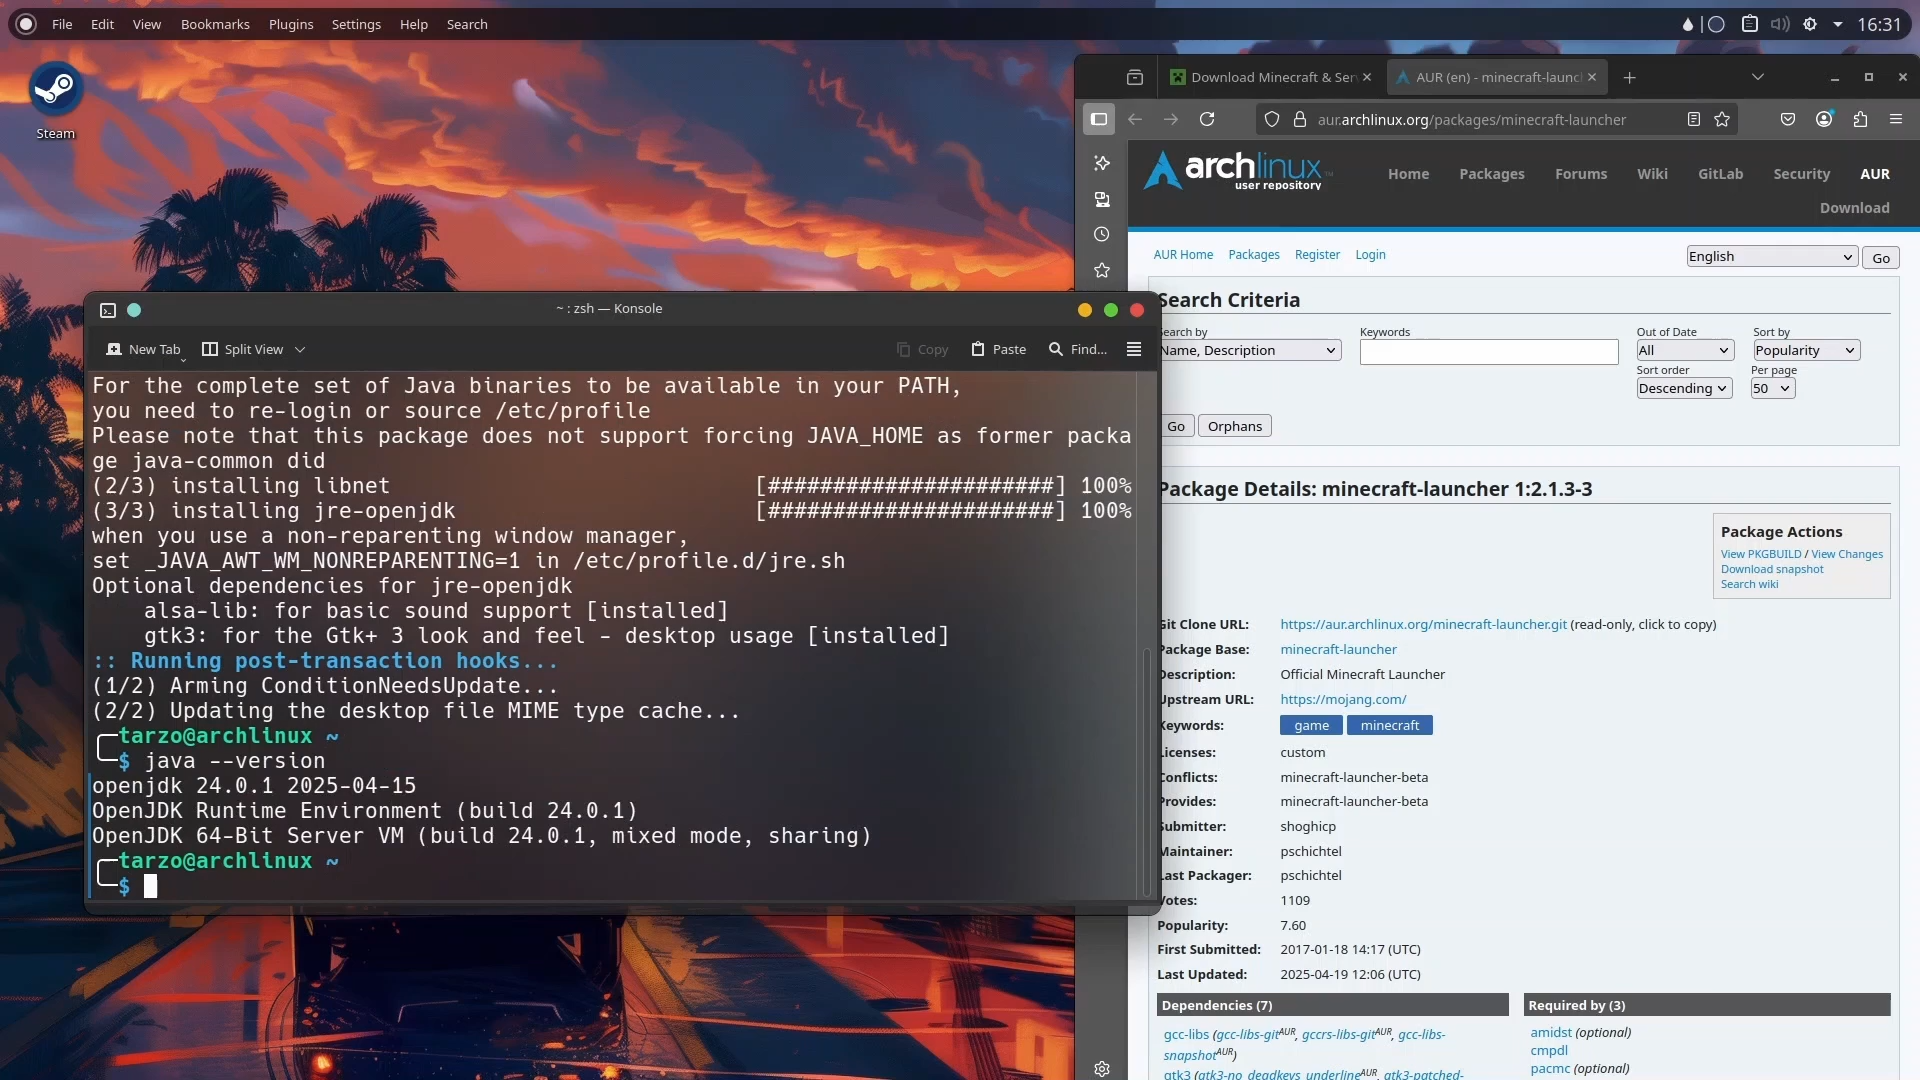 File Edit View Bookmarks Plugins Settings Help Search
16:31
Steam
Download Minecraft & Ser
AUR (en) - minecraft-launc
aur.archlinux.org/packages/minecraft-launcher
archlinux
user repository
Home Packages Forums Wiki GitLab Security AUR
Download
AUR Home Packages Register Login
English Go
Search Criteria
Search by Keywords Out of Date Sort by
Name, Description All Popularity
Sort order Per page
Descending 50
Go Orphans
Package Details: minecraft-launcher 1:2.1.3-3
Package Actions
View PKGBUILD / View Changes
Download snapshot
Search wiki
Git Clone URL: https://aur.archlinux.org/minecraft-launcher.git (read-only, click to copy)
Package Base: minecraft-launcher
Description: Official Minecraft Launcher
Upstream URL: https://mojang.com/
Keywords: game minecraft
Licenses: custom
Conflicts: minecraft-launcher-beta
Provides: minecraft-launcher-beta
Submitter: shoghicp
Maintainer: pschichtel
Last Packager: pschichtel
Votes: 1109
Popularity: 7.60
First Submitted: 2017-01-18 14:17 (UTC)
Last Updated: 2025-04-19 12:06 (UTC)
Dependencies (7)
gcc-libs (gcc-libs-gitAUR, gccrs-libs-gitAUR, gcc-libs-
snapshotAUR)
gtk3 (gtk3-no_deadkeys_underlineAUR, gtk3-patched-
Required by (3)
amidst (optional)
cmpdl
pacmc (optional)
~ : zsh — Konsole
New Tab Split View Copy Paste Find...
For the complete set of Java binaries to be available in your PATH,
you need to re-login or source /etc/profile
Please note that this package does not support forcing JAVA_HOME as former packa
ge java-common did
(2/3) installing libnet [######################] 100%
(3/3) installing jre-openjdk [######################] 100%
when you use a non-reparenting window manager,
set _JAVA_AWT_WM_NONREPARENTING=1 in /etc/profile.d/jre.sh
Optional dependencies for jre-openjdk
alsa-lib: for basic sound support [installed]
gtk3: for the Gtk+ 3 look and feel - desktop usage [installed]
:: Running post-transaction hooks...
(1/2) Arming ConditionNeedsUpdate...
(2/2) Updating the desktop file MIME type cache...
tarzo@archlinux ~
$ java --version
openjdk 24.0.1 2025-04-15
OpenJDK Runtime Environment (build 24.0.1)
OpenJDK 64-Bit Server VM (build 24.0.1, mixed mode, sharing)
tarzo@archlinux ~
$